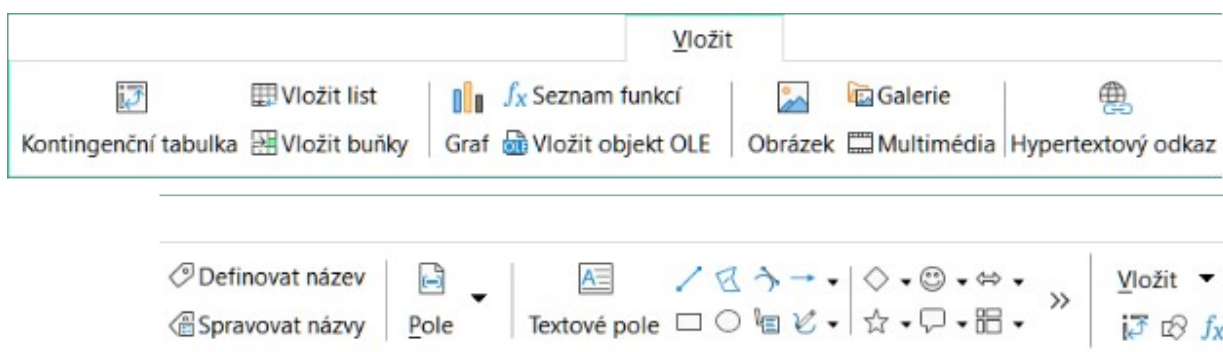 Vložit
Vložit list Seznam funkcí Galerie
Kontingenční tabulka Vložit buňky Graf Vložit objekt OLE Obrázek Multimédia Hypertextový odkaz
Definovat název Vložit
Spravovat názvy Pole Textové pole